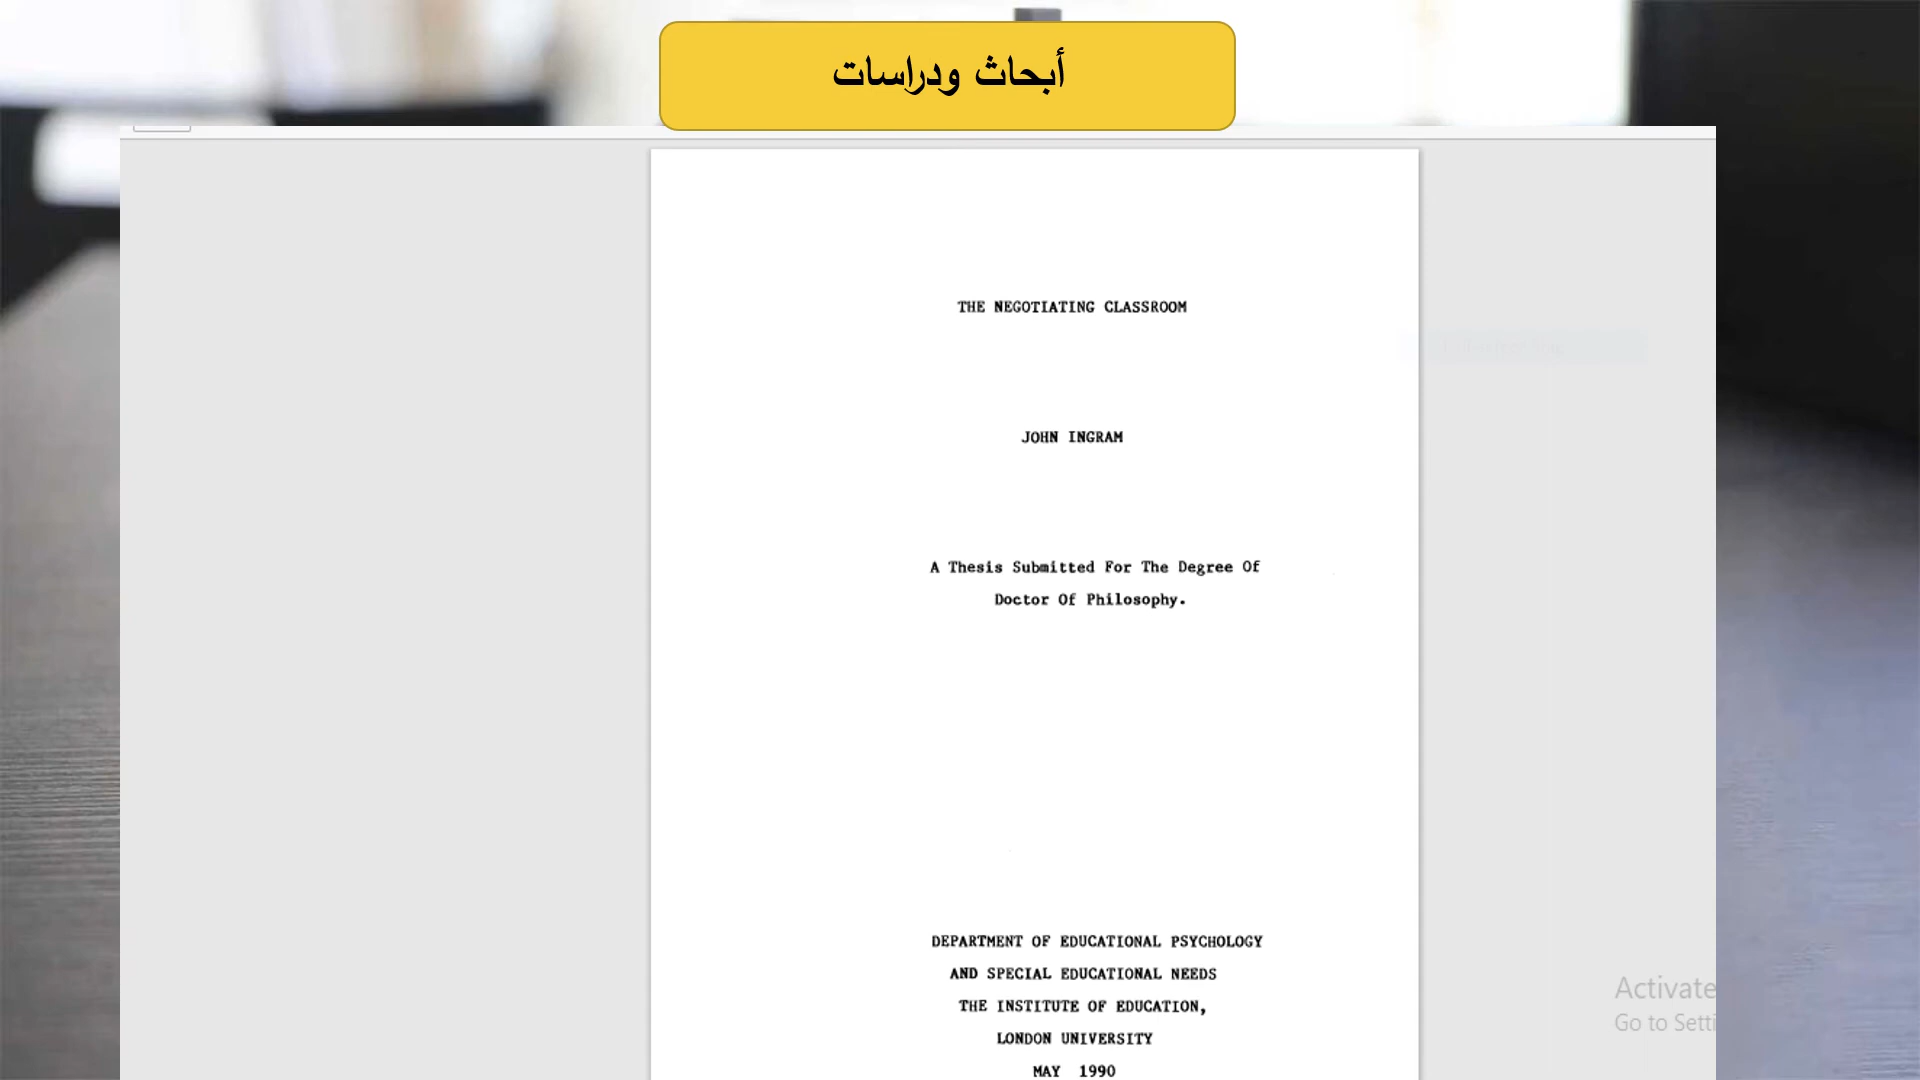 أبحاث ودراسات
THE NEGOTIATING CLASSROOM
JOHN INGRAM
A Thesis Submitted For The Degree Of
Doctor Of Philosophy.
DEPARTMENT OF EDUCATIONAL PSYCHOLOGY
AND SPECIAL EDUCATIONAL NEEDS
THE INSTITUTE OF EDUCATION,
LONDON UNIVERSITY
MAY 1990
Activate
Go to Setti